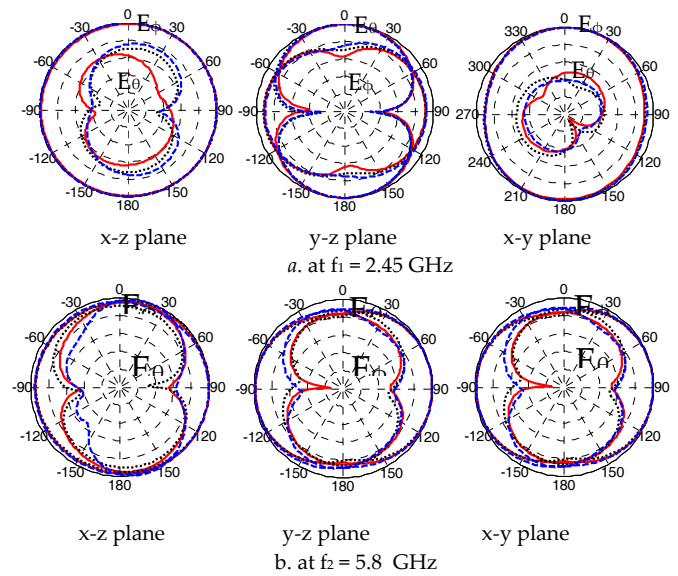 0 Eϕ 0 Eθ 0 Eϕ
-30 30 -30 30 330 30
-60 60 -60 60 300 60
Eθ Eϕ Eθ
-90 90 -90 90 270 90
-120 120 -120 120 240 120
-150 150 -150 150 210 150
180 180 180
x-z plane y-z plane x-y plane
a. at f₁ = 2.45 GHz
0 0 0
-30 30 -30 30 -30 30
-60 60 -60 60 -60 60
-90 90 -90 90 -90 90
-120 120 -120 120 -120 120
-150 150 -150 150 -150 150
180 180 180
x-z plane y-z plane x-y plane
b. at f₂ = 5.8 GHz